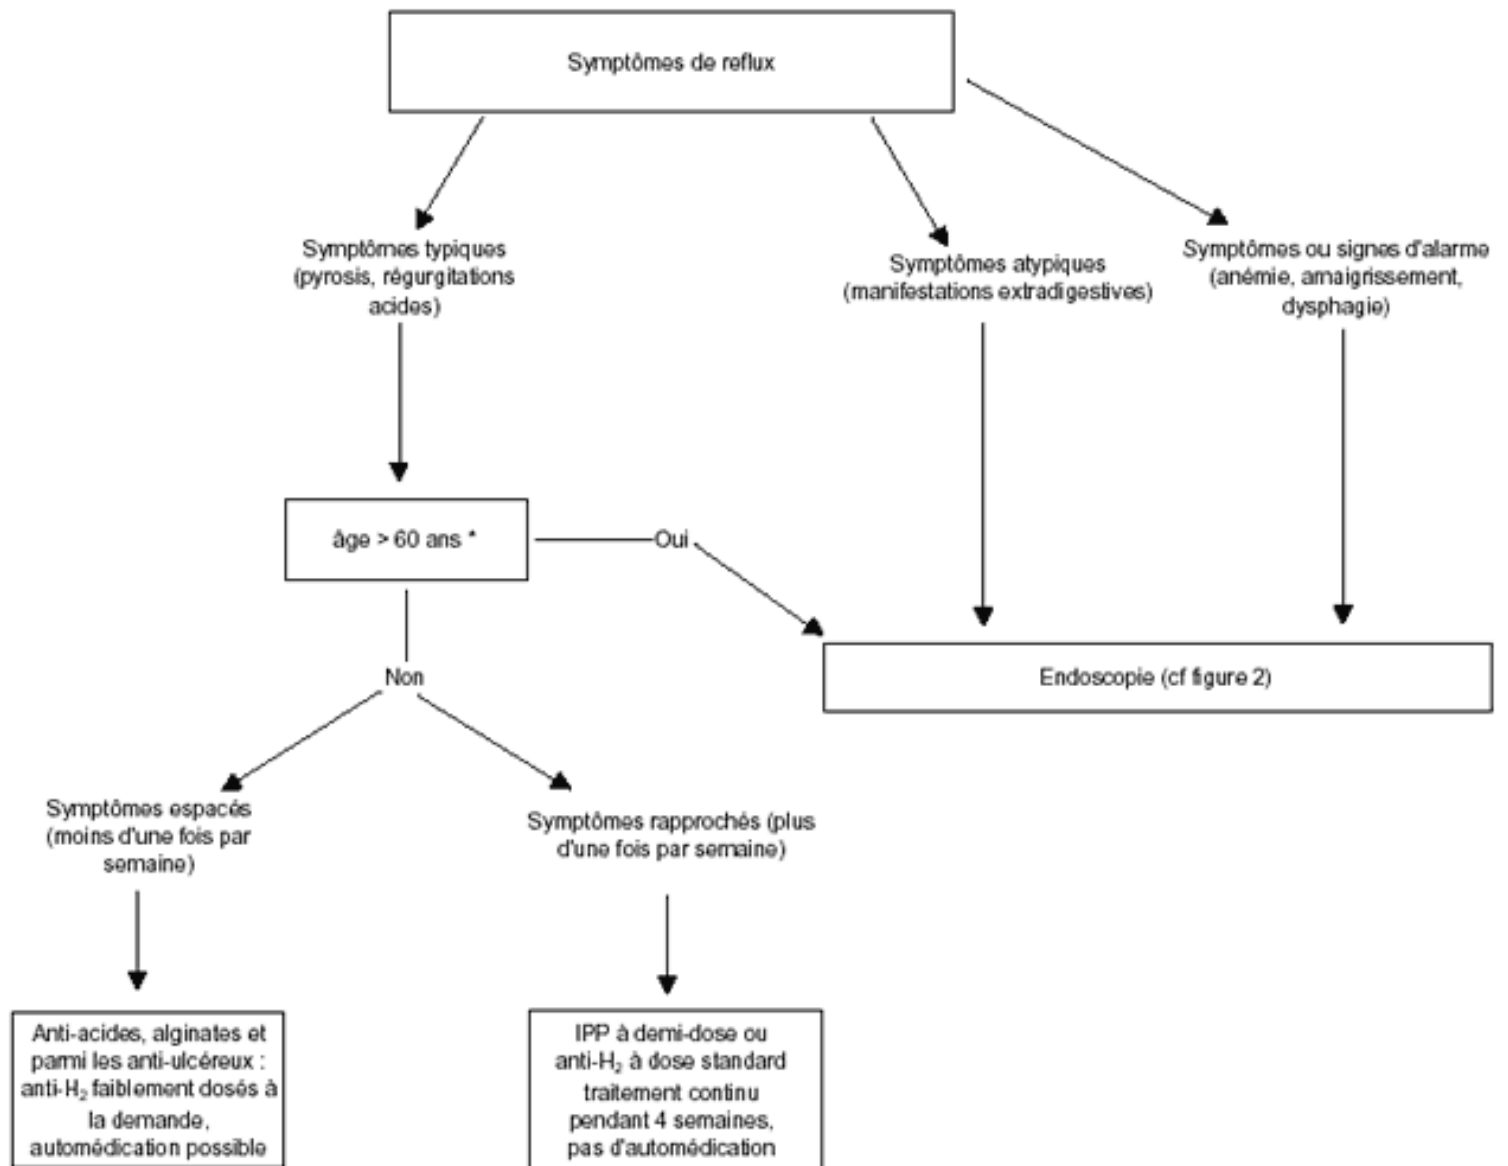 Symptômes de reflux
Symptômes typiques
(pyrosis, régurgitations
acides)
Symptômes atypiques
(manifestations extradigestives)
Symptômes ou signes d'alarme
(anémie, amaigrissement,
dysphagie)
âge > 60 ans *
Oui
Non
Endoscopie (cf figure 2)
Symptômes espacés
(moins d'une fois par
semaine)
Symptômes rapprochés (plus
d'une fois par semaine)
Anti-acides, alginates et
parmi les anti-ulcéreux :
anti-H₂ faiblement dosés à
la demande,
automédication possible
IPP à demi-dose ou
anti-H₂ à dose standard
traitement continu
pendant 4 semaines,
pas d'automédication